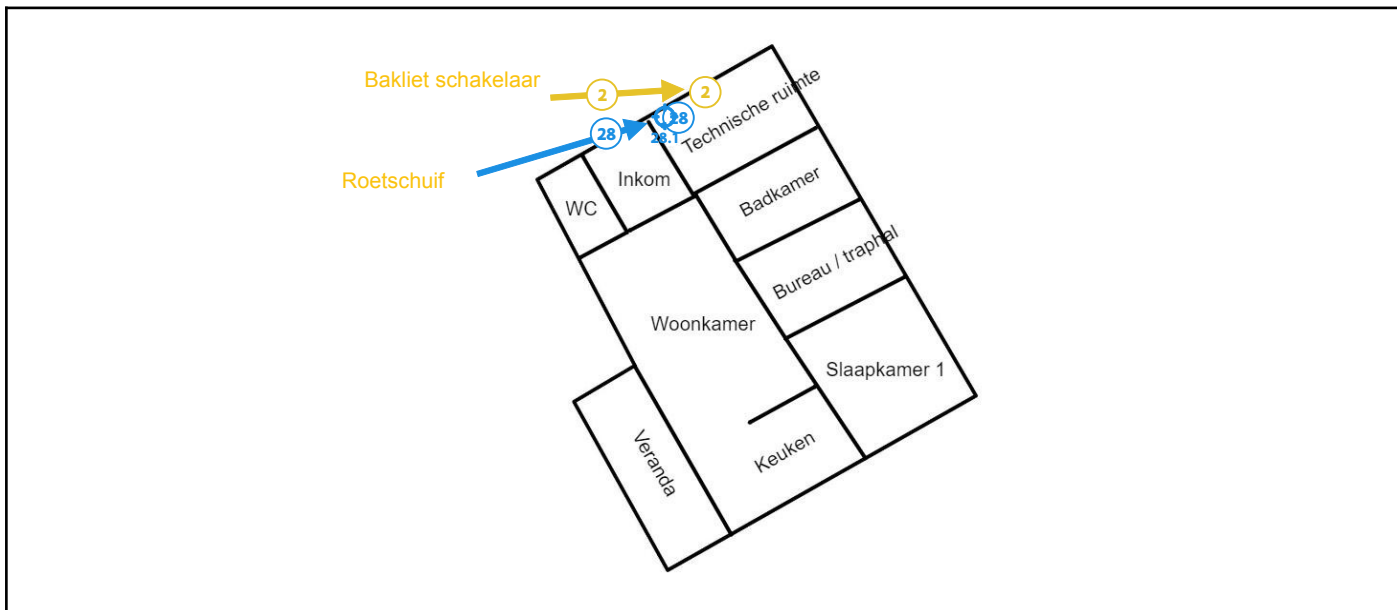 Bakliet schakelaar
2
2
28
28
28.1
Technische ruimte
Roetschuif
Inkom
WC
Badkamer
Bureau / traphal
Woonkamer
Slaapkamer 1
Veranda
Keuken